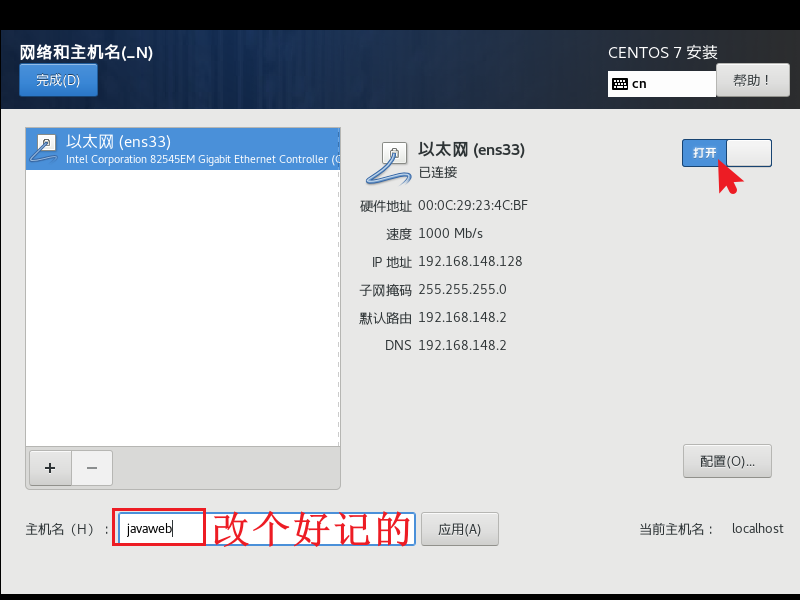 网络和主机名(_N)
CENTOS 7 安装
完成(D)
cn
帮助！
以太网 (ens33)
Intel Corporation 82545EM Gigabit Ethernet Controller (C
以太网 (ens33)
已连接
打开
硬件地址 00:0C:29:23:4C:BF
速度 1000 Mb/s
IP 地址 192.168.148.128
子网掩码 255.255.255.0
默认路由 192.168.148.2
DNS 192.168.148.2
+ −
配置(O)...
主机名（H）： javaweb 改个好记的 应用(A)
当前主机名： localhost